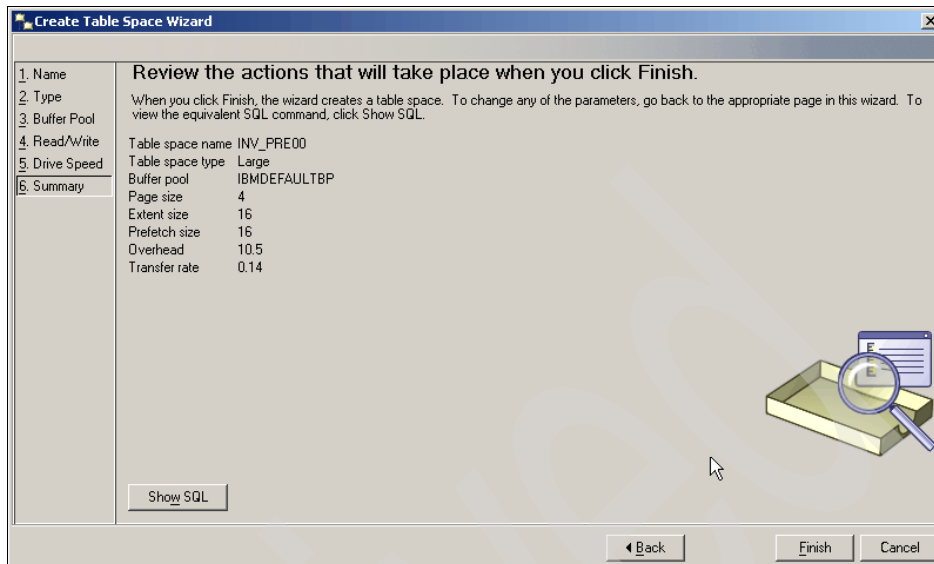 Create Table Space Wizard
1. Name
2. Type
3. Buffer Pool
4. Read/Write
5. Drive Speed
6. Summary
Review the actions that will take place when you click Finish.
When you click Finish, the wizard creates a table space. To change any of the parameters, go back to the appropriate page in this wizard. To
view the equivalent SQL command, click Show SQL.
Table space name INV_PRE00
Table space type Large
Buffer pool IBMDEFAULTBP
Page size 4
Extent size 16
Prefetch size 16
Overhead 10.5
Transfer rate 0.14
Show SQL
Back
Finish
Cancel